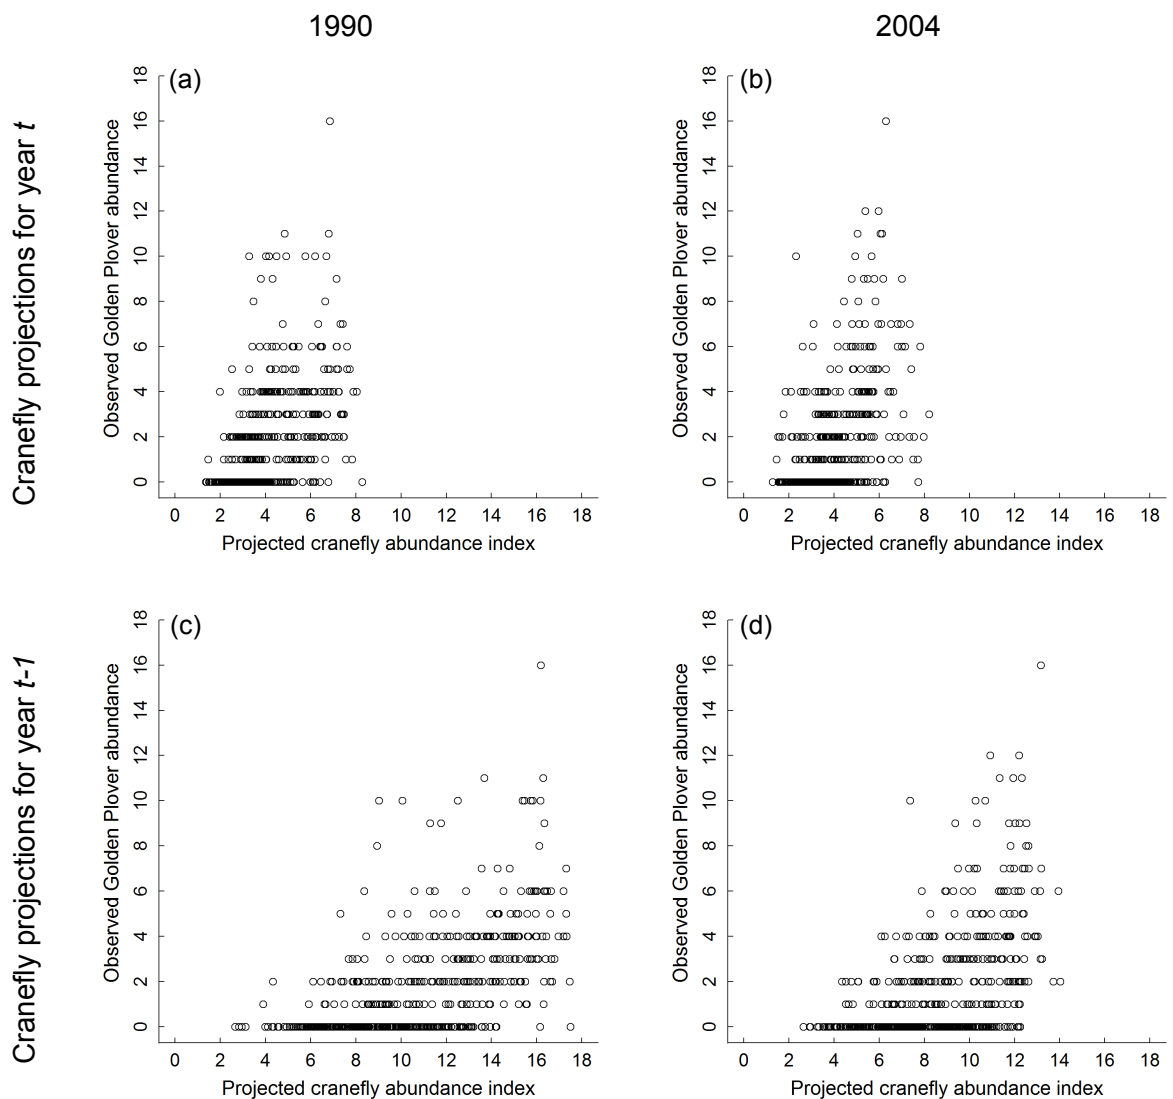 1990
2004
Cranefly projections for year t
(a)
Observed Golden Plover abundance
0 2 4 6 8 10 12 14 16 18
0 2 4 6 8 10 12 14 16 18
Projected cranefly abundance index
(b)
Observed Golden Plover abundance
0 2 4 6 8 10 12 14 16 18
0 2 4 6 8 10 12 14 16 18
Projected cranefly abundance index
Cranefly projections for year t-1
(c)
Observed Golden Plover abundance
0 2 4 6 8 10 12 14 16 18
0 2 4 6 8 10 12 14 16 18
Projected cranefly abundance index
(d)
Observed Golden Plover abundance
0 2 4 6 8 10 12 14 16 18
0 2 4 6 8 10 12 14 16 18
Projected cranefly abundance index